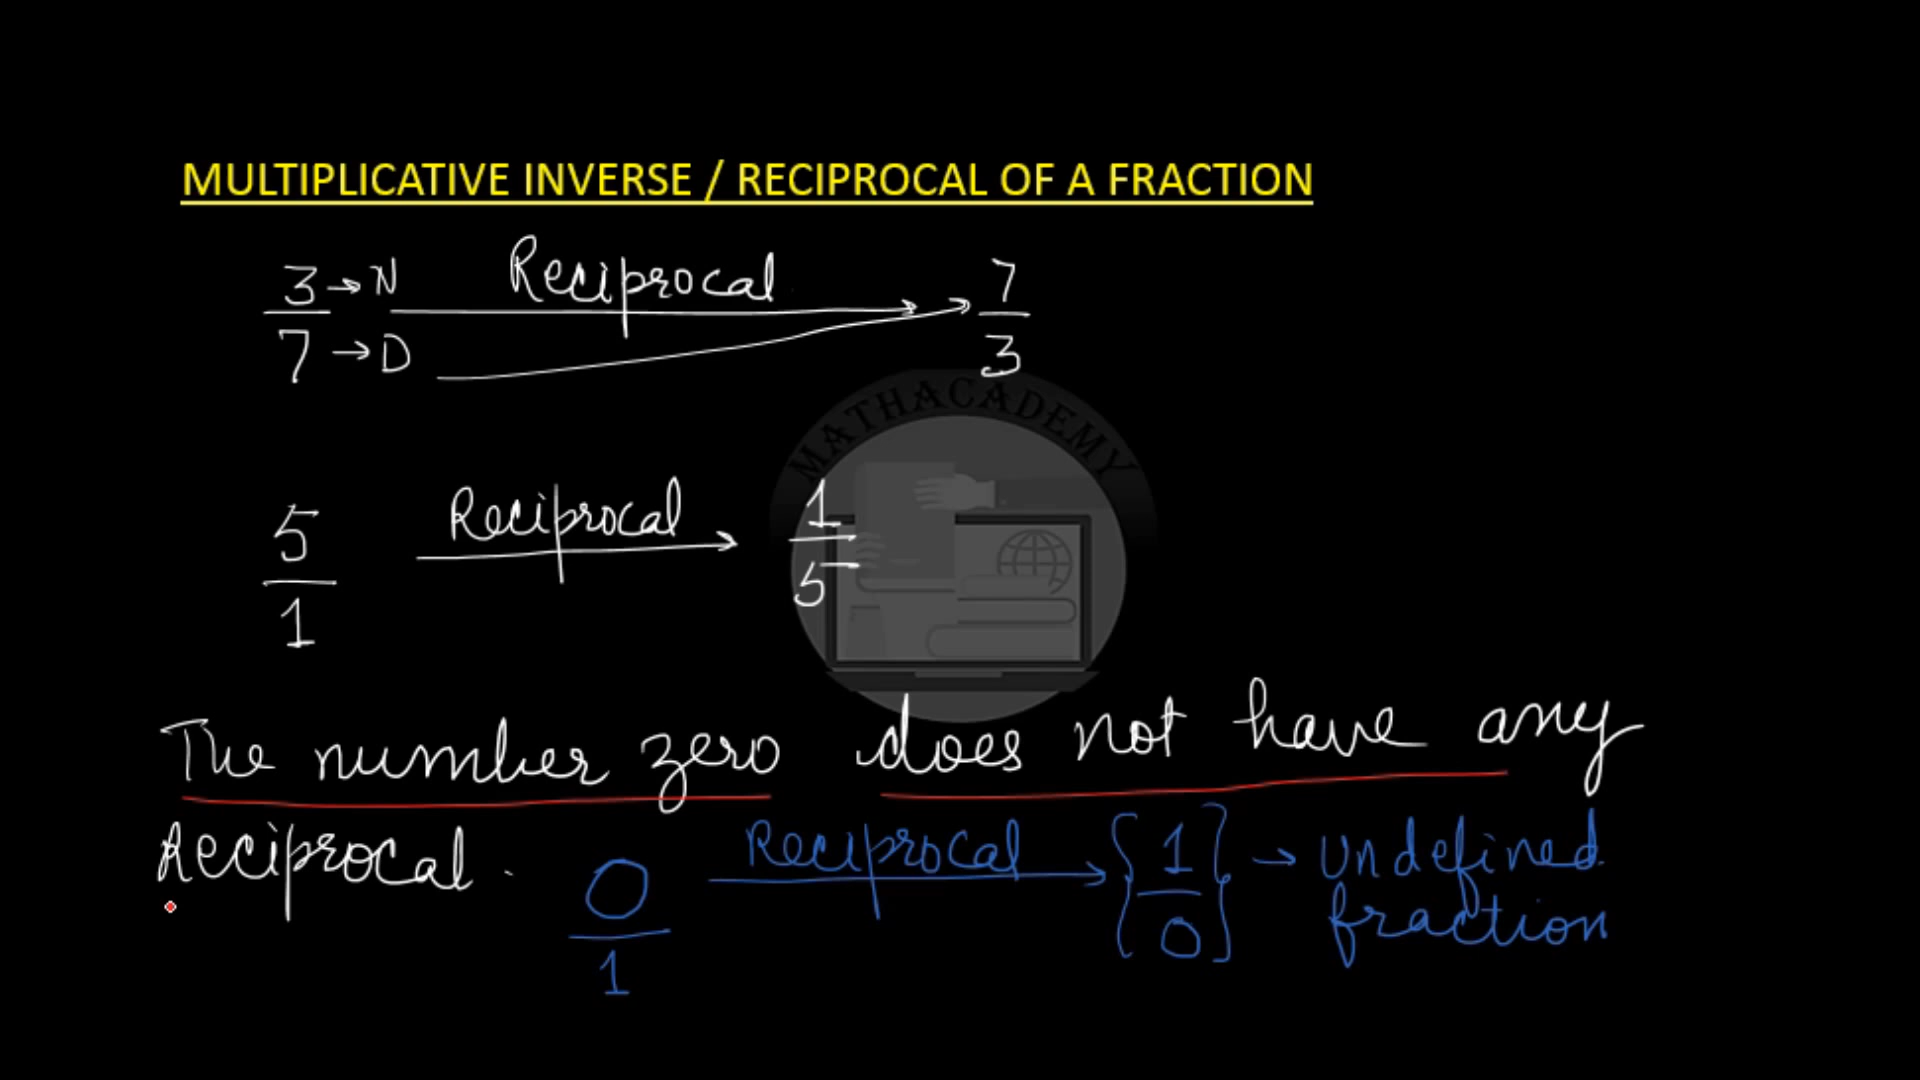 MULTIPLICATIVE INVERSE / RECIPROCAL OF A FRACTION
3 → N Reciprocal 7
7 → D 3
MATHACADEMY
5 Reciprocal 1
1 5
The number zero does not have any
Reciprocal. 0 Reciprocal { 1 } → Undefined
1 0 fraction